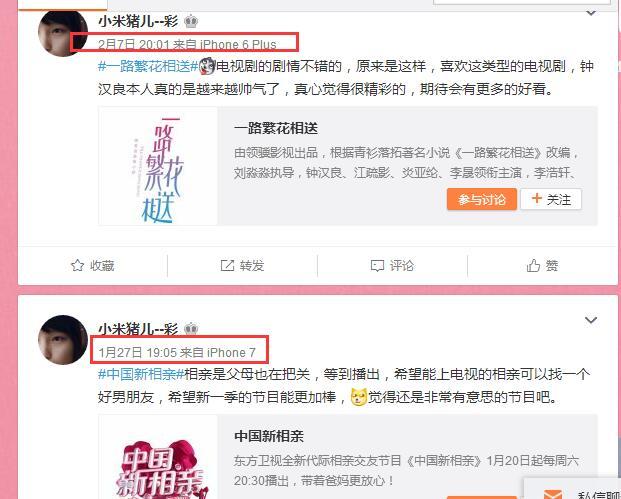 小米猪儿--彩
2月7日 20:01 来自 iPhone 6 Plus
#一路繁花相送#电视剧的剧情不错的，原来是这样，喜欢这类型的电视剧，钟
汉良本人真的是越来越帅气了，真心觉得很精彩的，期待会有更多的好看。
一路
繁花
相送
一路繁花相送
由领骥影视出品，根据青衫落拓著名小说《一路繁花相送》改编，
刘淼淼执导，钟汉良、江疏影、炎亚纶、李晟领衔主演，李浩轩、
参与讨论
+ 关注
收藏
转发
评论
赞
小米猪儿--彩
1月27日 19:05 来自 iPhone 7
#中国新相亲#相亲是父母也在把关，等到播出，希望能上电视的相亲可以找一个
好男朋友，希望新一季的节目能更加棒，觉得还是非常有意思的节目吧。
中国
新相亲
中国新相亲
东方卫视全新代际相亲交友节目《中国新相亲》1月20日起每周六
20:30播出，带着爸妈更放心！
私信聊